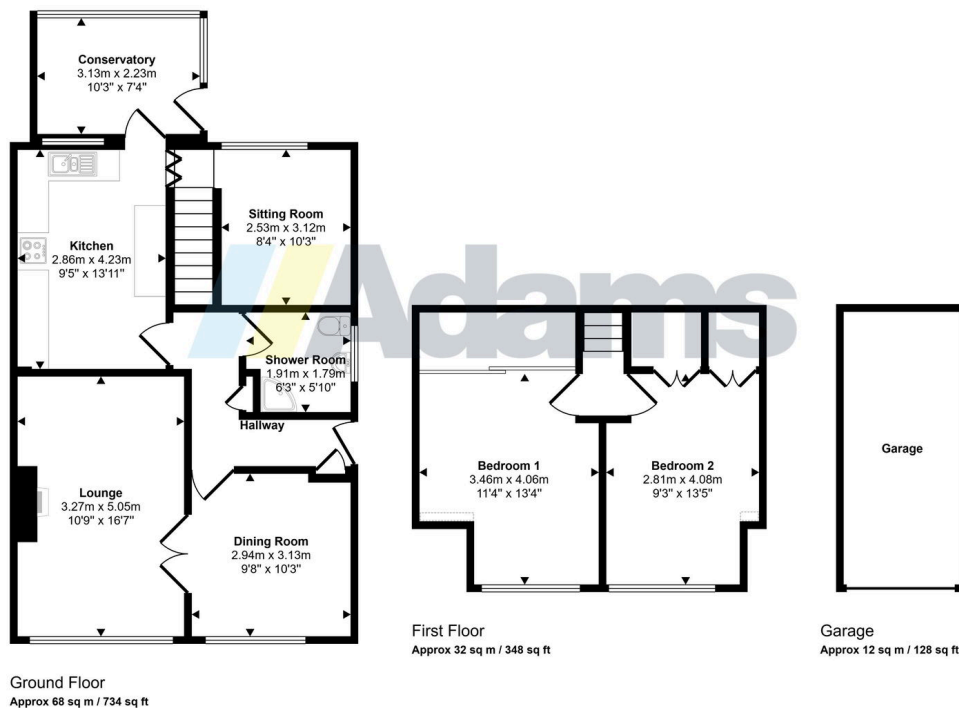 Conservatory
3.13m x 2.23m
10'3" x 7'4"
Sitting Room
2.53m x 3.12m
8'4" x 10'3"
Kitchen
2.86m x 4.23m
9'5" x 13'11"
Adams
Shower Room
1.91m x 1.79m
6'3" x 5'10"
Hallway
Lounge
3.27m x 5.05m
10'9" x 16'7"
Dining Room
2.94m x 3.13m
9'8" x 10'3"
Ground Floor
Approx 68 sq m / 734 sq ft
Bedroom 1
3.46m x 4.06m
11'4" x 13'4"
Bedroom 2
2.81m x 4.08m
9'3" x 13'5"
First Floor
Approx 32 sq m / 348 sq ft
Garage
Garage
Approx 12 sq m / 128 sq ft